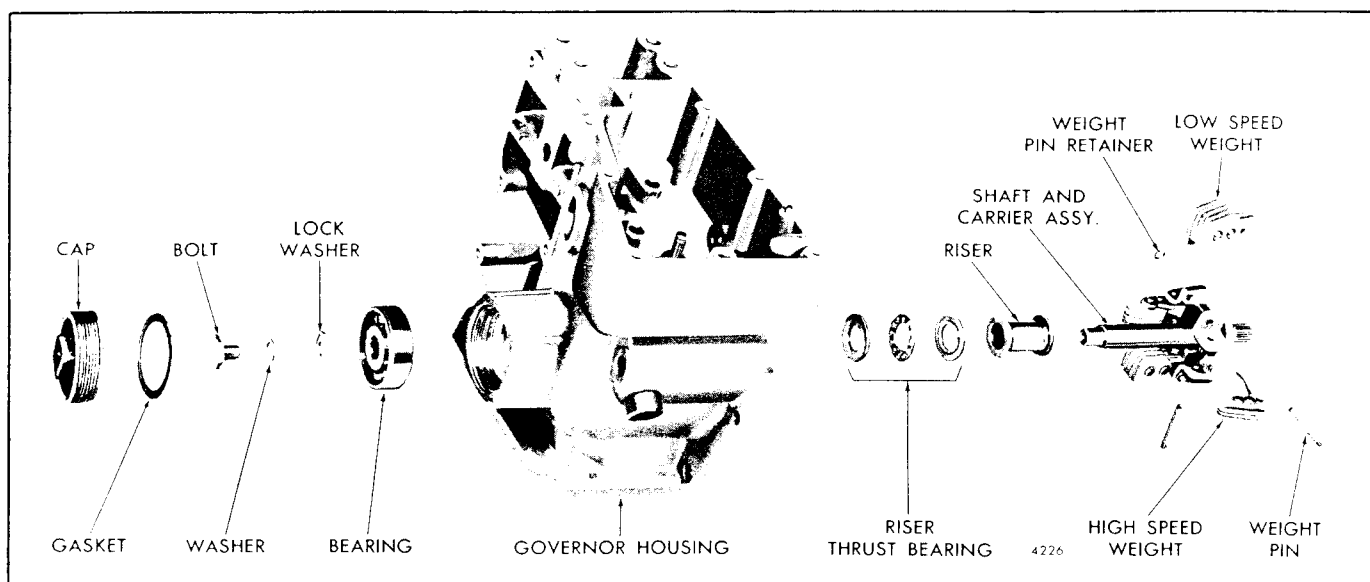 WEIGHT
PIN RETAINER
LOW SPEED
WEIGHT
SHAFT AND
CARRIER ASSY.
LOCK
WASHER
CAP
BOLT
RISER
GASKET
WASHER
BEARING
GOVERNOR HOUSING
RISER
THRUST BEARING
4226
HIGH SPEED
WEIGHT
WEIGHT
PIN